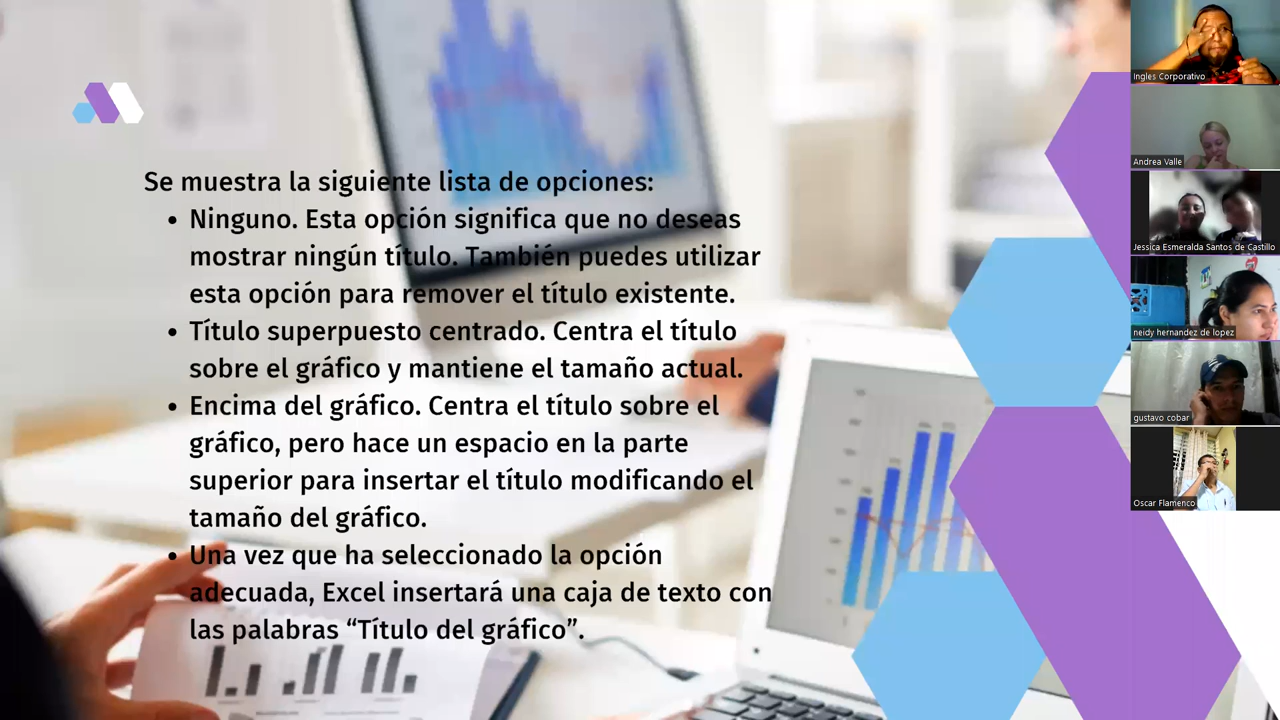 Se muestra la siguiente lista de opciones:
• Ninguno. Esta opción significa que no deseas
mostrar ningún título. También puedes utilizar
esta opción para remover el título existente.
• Título superpuesto centrado. Centra el título
sobre el gráfico y mantiene el tamaño actual.
• Encima del gráfico. Centra el título sobre el
gráfico, pero hace un espacio en la parte
superior para insertar el título modificando el
tamaño del gráfico.
• Una vez que ha seleccionado la opción
adecuada, Excel insertará una caja de texto con
las palabras “Título del gráfico”.
Ingles Corporativo
Andrea Valle
Jessica Esmeralda Santos de Castillo
neidy hernandez de lopez
gustavo cobar
Oscar Flamenco